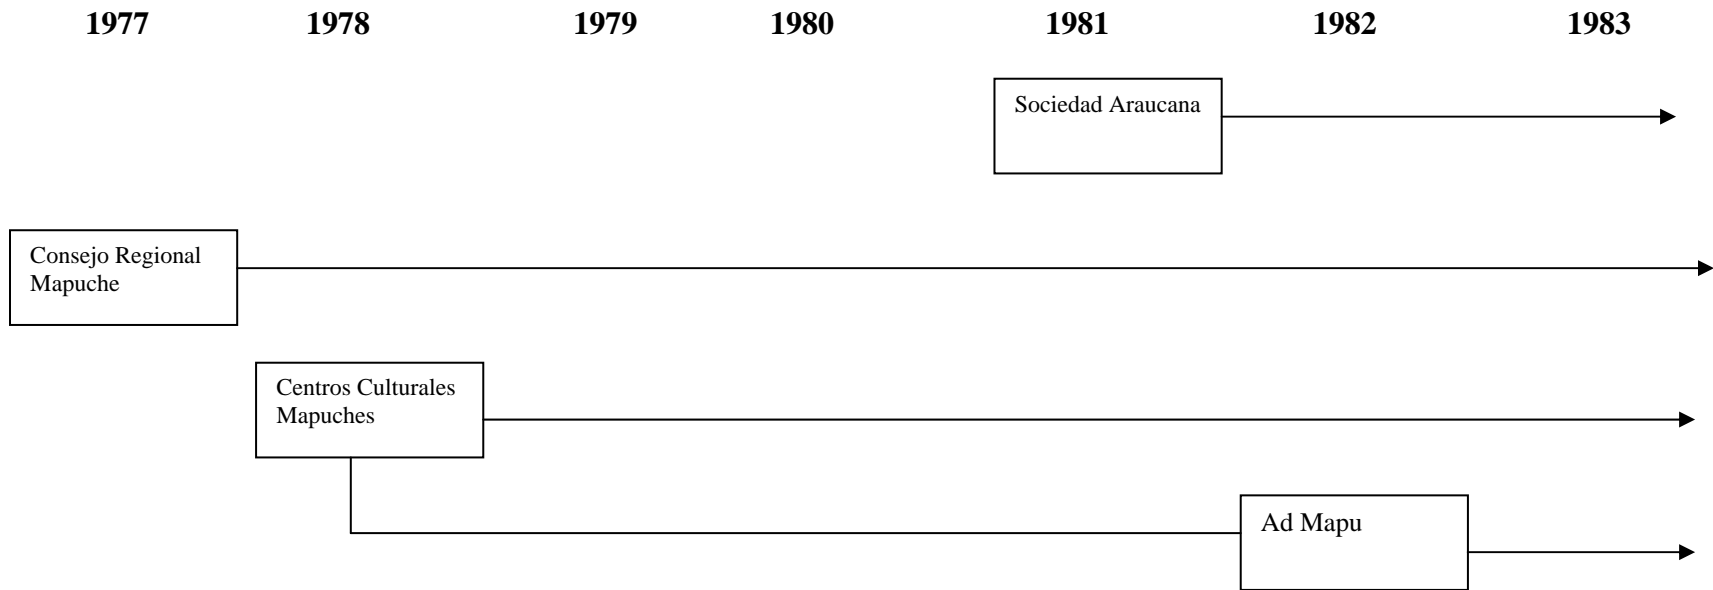 1977 1978 1979 1980 1981 1982 1983
Sociedad Araucana
Consejo Regional
Mapuche
Centros Culturales
Mapuches
Ad Mapu